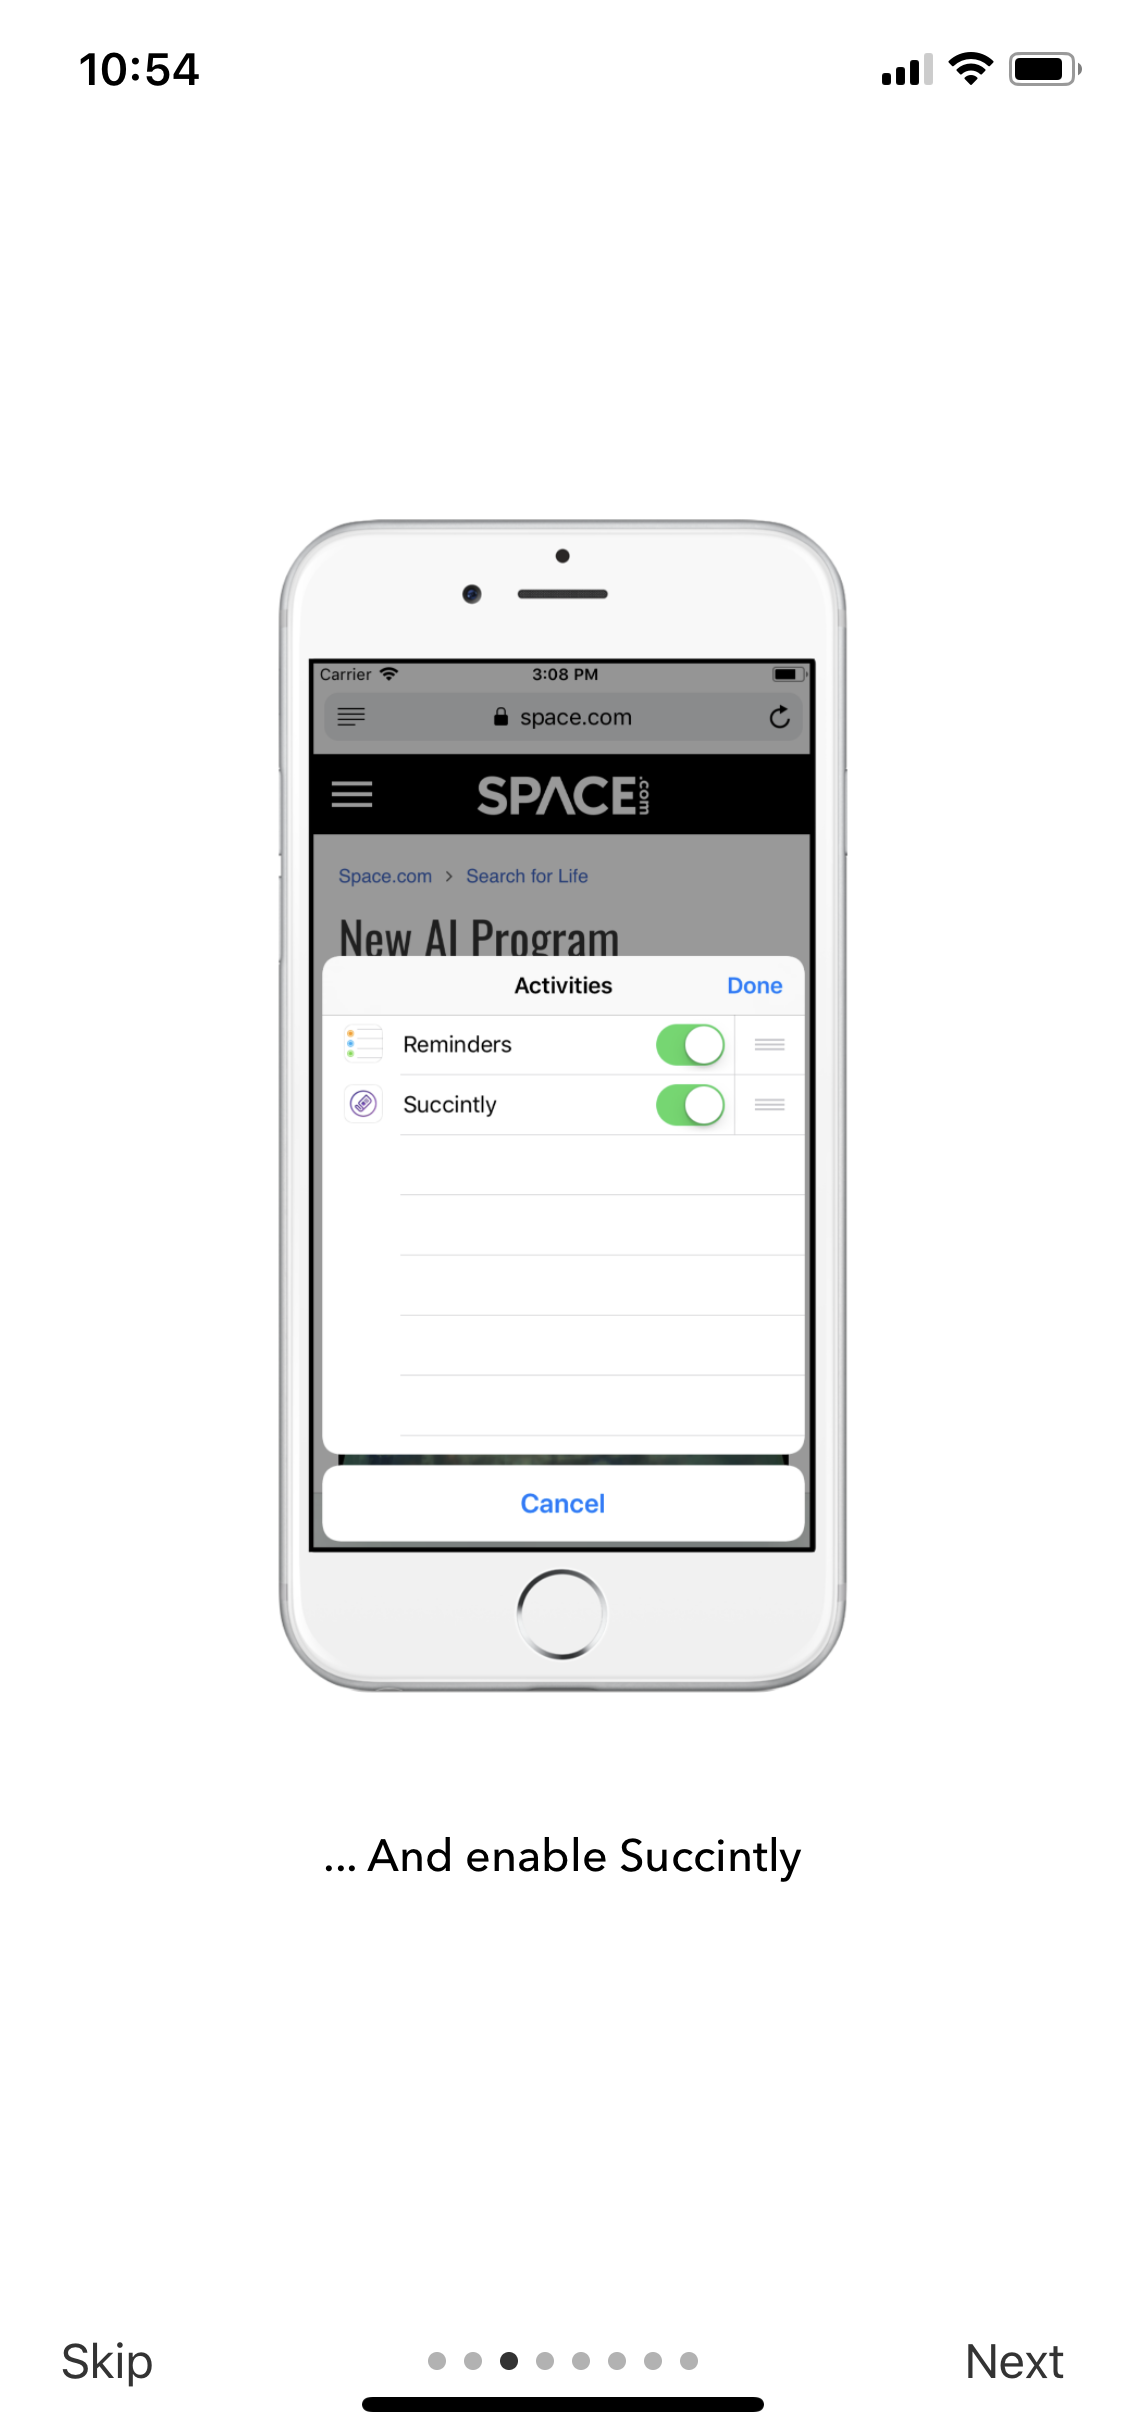 10:54
Carrier 3:08 PM
space.com
SPACE.com
Space.com > Search for Life
New AI Program
Activities Done
Reminders
Succintly
Cancel
... And enable Succintly
Skip Next